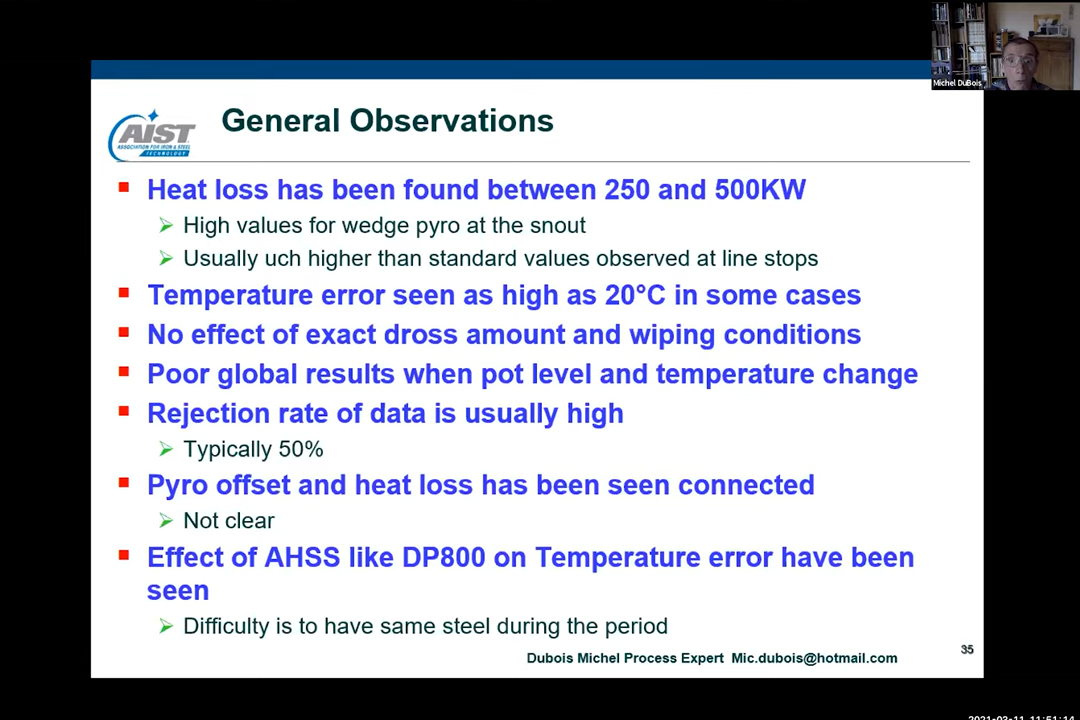 Michel DuBois
AIST
ASSOCIATION FOR IRON & STEEL
TECHNOLOGY
General Observations
Heat loss has been found between 250 and 500KW
High values for wedge pyro at the snout
Usually uch higher than standard values observed at line stops
Temperature error seen as high as 20°C in some cases
No effect of exact dross amount and wiping conditions
Poor global results when pot level and temperature change
Rejection rate of data is usually high
Typically 50%
Pyro offset and heat loss has been seen connected
Not clear
Effect of AHSS like DP800 on Temperature error have been
seen
Difficulty is to have same steel during the period
Dubois Michel Process Expert Mic.dubois@hotmail.com
35
2021-03-11 11:51:14